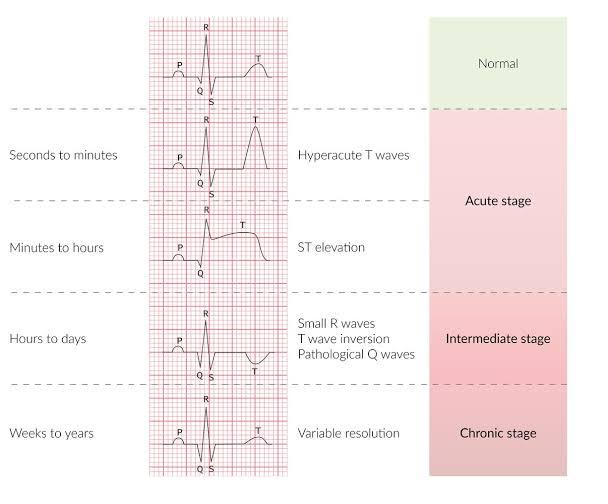 R
P
T
Q
S
Normal
R
T
P
Q
S
Seconds to minutes
Hyperacute T waves
Acute stage
R
T
P
Q
Minutes to hours
ST elevation
R
P
Q
S
T
Hours to days
Small R waves
T wave inversion
Pathological Q waves
Intermediate stage
R
P
T
Q
S
Weeks to years
Variable resolution
Chronic stage